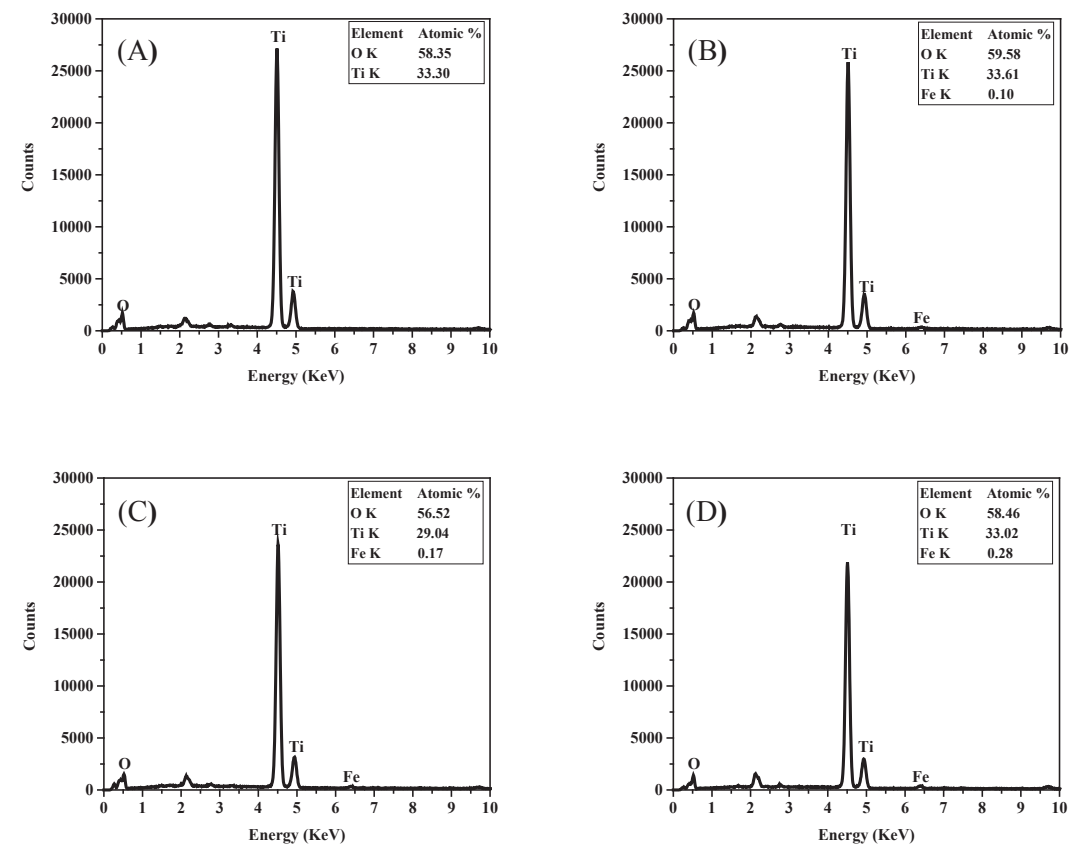 (A)
Element Atomic %
O K 58.35
Ti K 33.30
30000
25000
20000
15000
10000
5000
0
Counts
Ti
Ti
O
0 1 2 3 4 5 6 7 8 9 10
Energy (KeV)
(B)
Element Atomic %
O K 59.58
Ti K 33.61
Fe K 0.10
30000
25000
20000
15000
10000
5000
0
Counts
Ti
Ti
O
Fe
0 1 2 3 4 5 6 7 8 9 10
Energy (KeV)
(C)
Element Atomic %
O K 56.52
Ti K 29.04
Fe K 0.17
30000
25000
20000
15000
10000
5000
0
Counts
Ti
Ti
O
Fe
0 1 2 3 4 5 6 7 8 9 10
Energy (KeV)
(D)
Element Atomic %
O K 58.46
Ti K 33.02
Fe K 0.28
30000
25000
20000
15000
10000
5000
0
Counts
Ti
Ti
O
Fe
0 1 2 3 4 5 6 7 8 9 10
Energy (KeV)